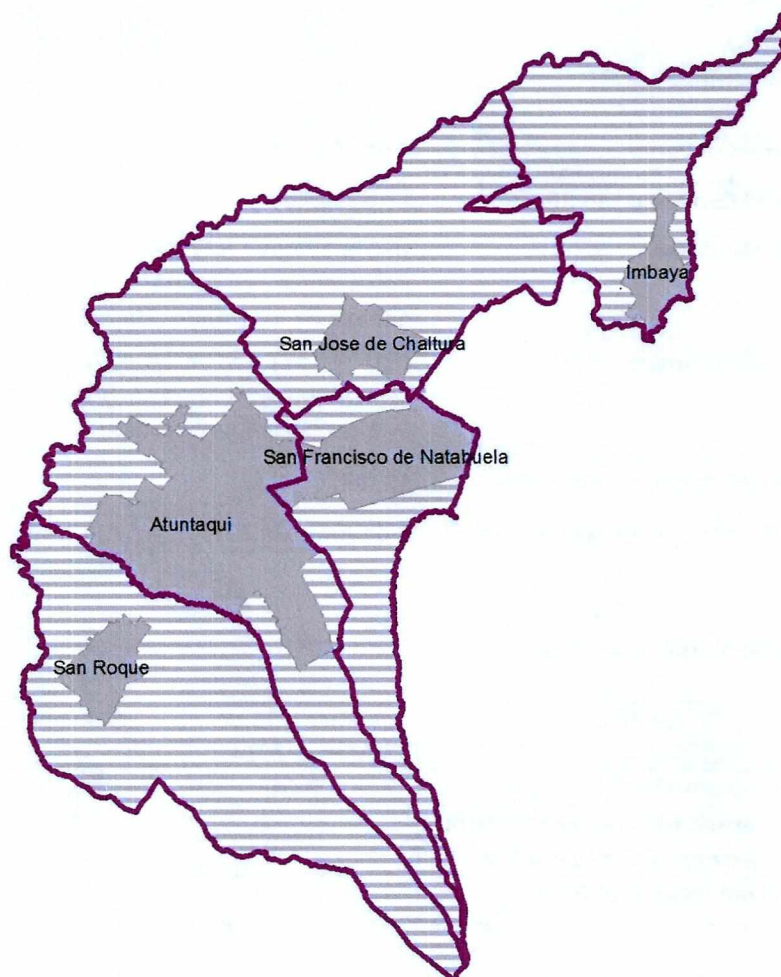 Imbaya
San Jose de Chaltura
San Francisco de Natabuela
Atuntaqui
San Roque